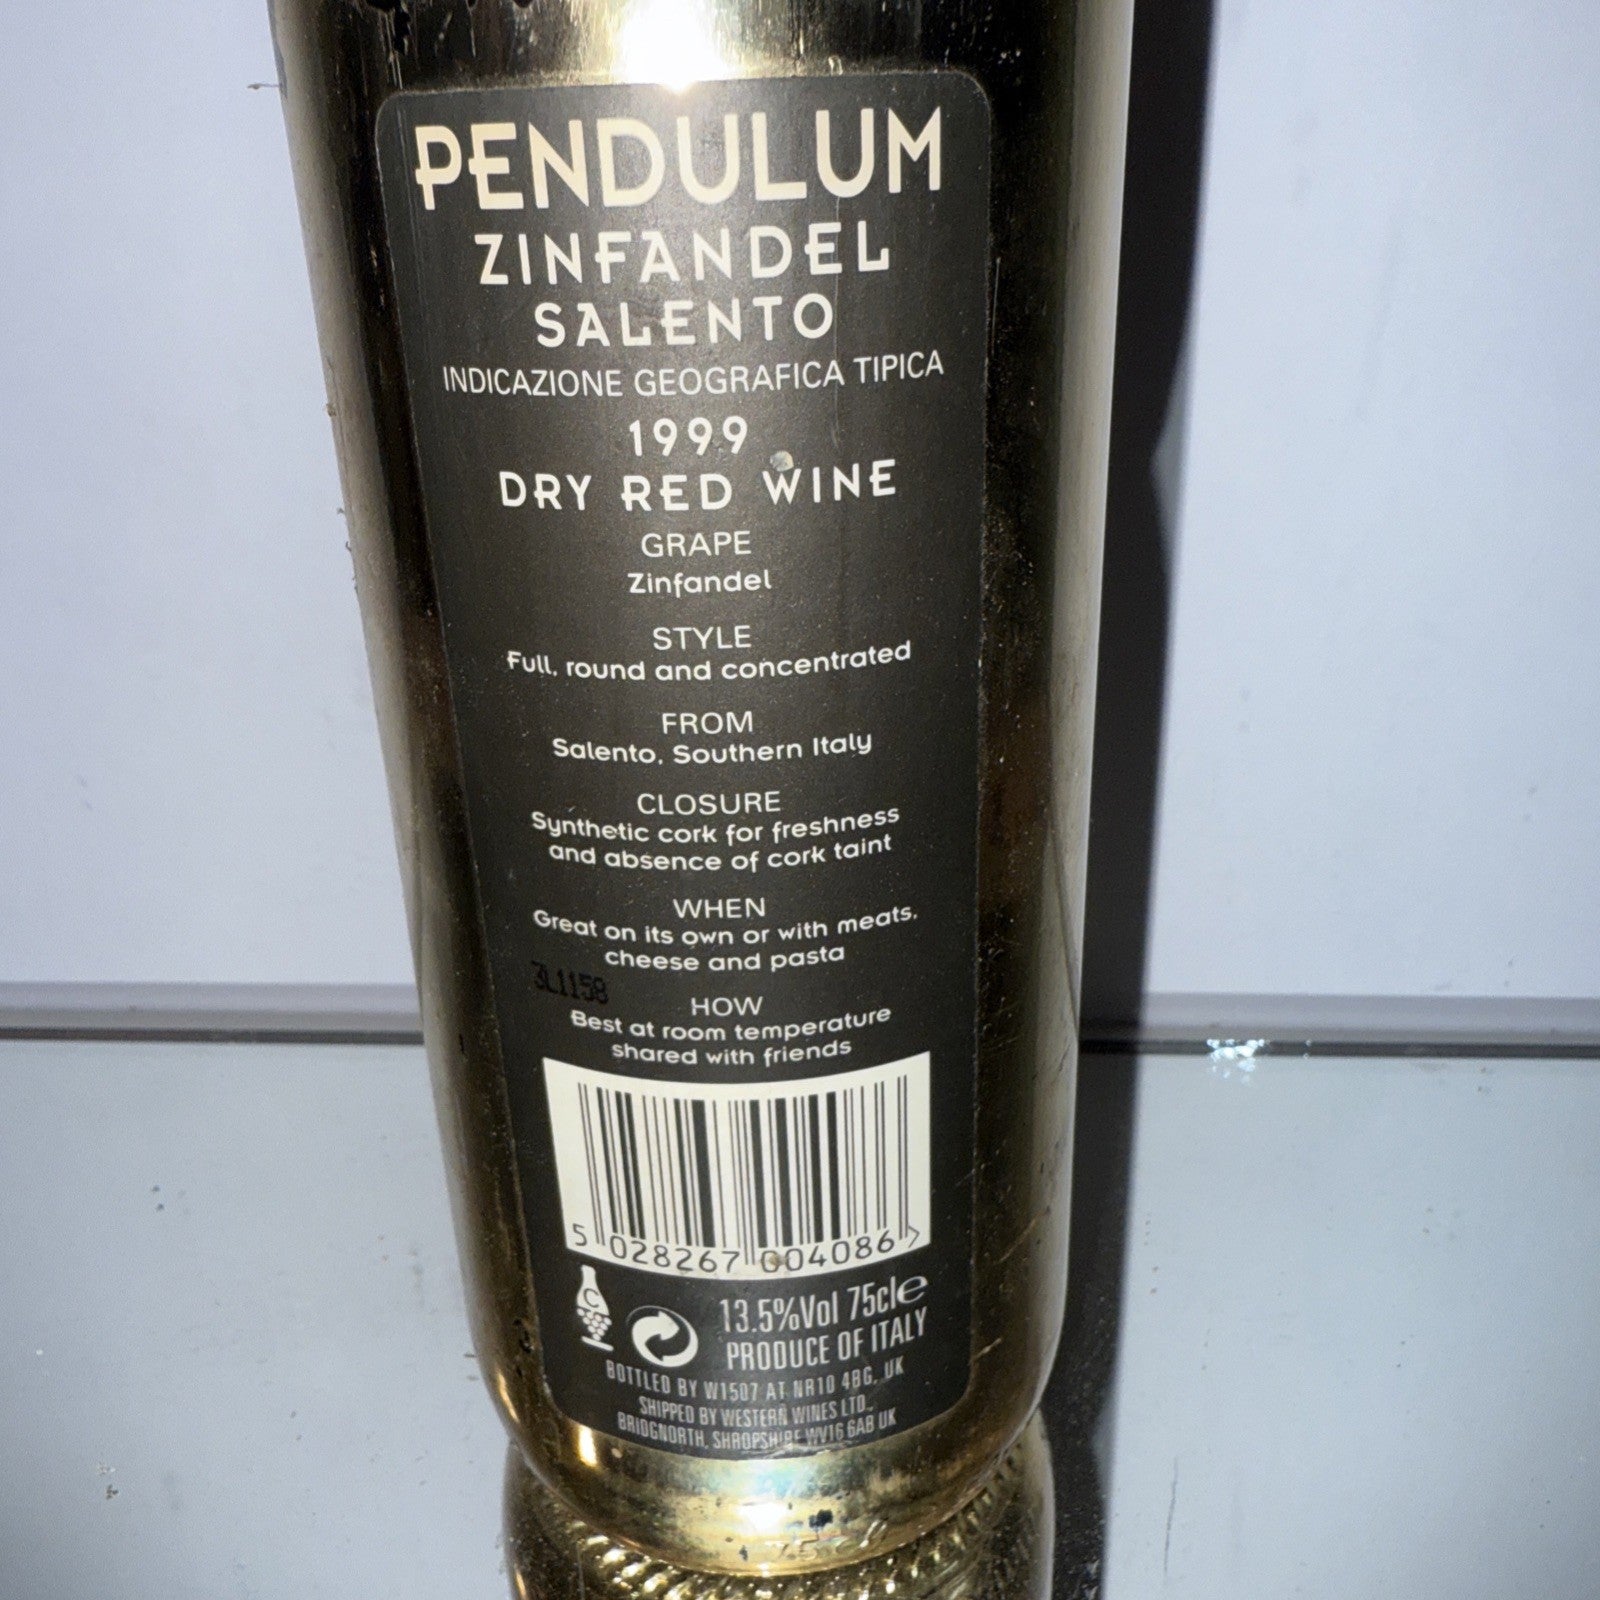 PENDULUM
ZINFANDEL
SALENTO
INDICAZIONE GEOGRAFICA TIPICA
1999
DRY RED WINE
GRAPE
Zinfandel
STYLE
Full, round and concentrated
FROM
Salento, Southern Italy
CLOSURE
Synthetic cork for freshness
and absence of cork taint
WHEN
Great on its own or with meats,
cheese and pasta
3L1158
HOW
Best at room temperature
shared with friends
5 028267 004086 >
C
13.5%Vol 75cl e
PRODUCE OF ITALY
BOTTLED BY W1507 AT NR10 4BG, UK
SHIPPED BY WESTERN WINES LTD.,
BRIDGNORTH, SHROPSHIRE WV16 6AB UK